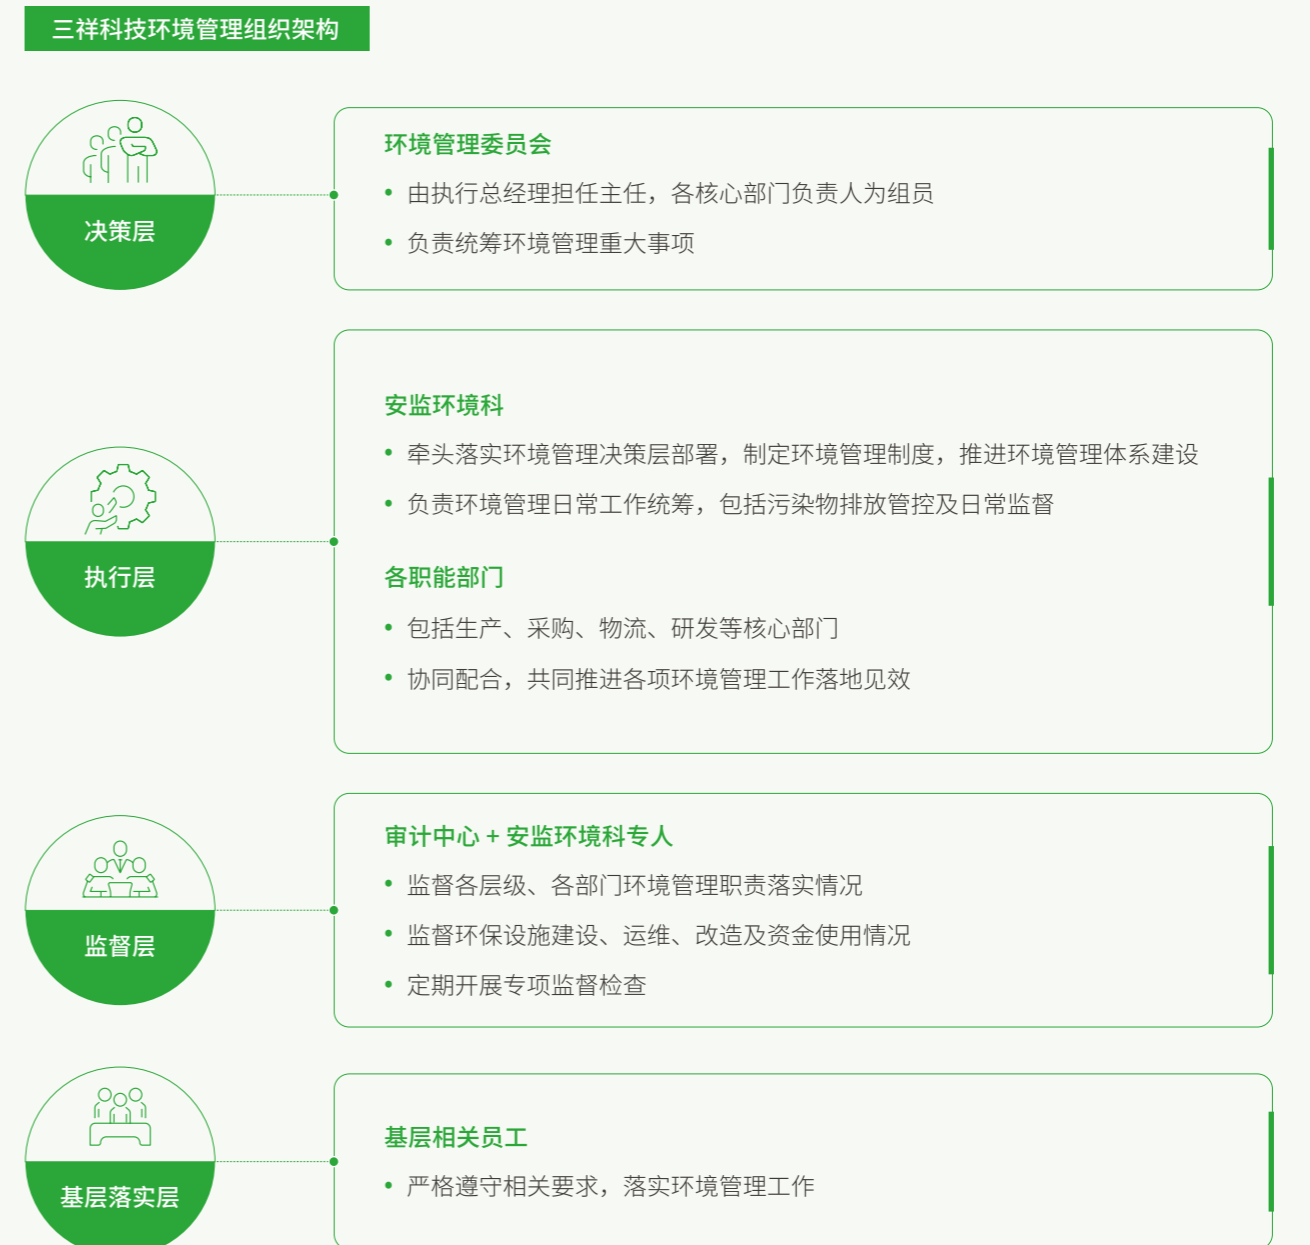 三祥科技环境管理组织架构
决策层
环境管理委员会
• 由执行总经理担任主任，各核心部门负责人为组员
• 负责统筹环境管理重大事项
执行层
安监环境科
• 牵头落实环境管理决策层部署，制定环境管理制度，推进环境管理体系建设
• 负责环境管理日常工作统筹，包括污染物排放管控及日常监督
各职能部门
• 包括生产、采购、物流、研发等核心部门
• 协同配合，共同推进各项环境管理工作落地见效
监督层
审计中心 + 安监环境科专人
• 监督各层级、各部门环境管理职责落实情况
• 监督环保设施建设、运维、改造及资金使用情况
• 定期开展专项监督检查
基层落实层
基层相关员工
• 严格遵守相关要求，落实环境管理工作